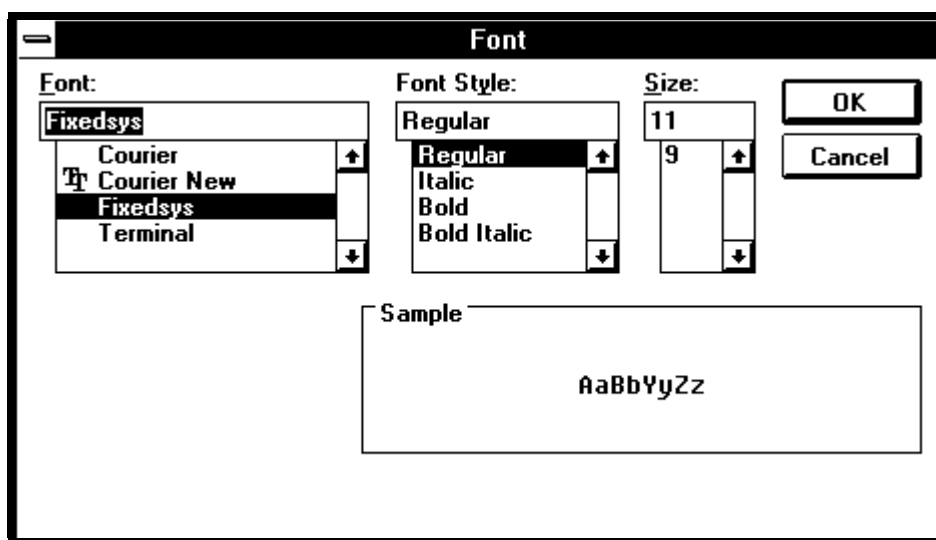 Font
Font: Font Style: Size:
Fixedsys Regular 11 OK
Courier Regular 9 Cancel
Courier New Italic
Fixedsys Bold
Terminal Bold Italic
Sample
AaBbYyZz